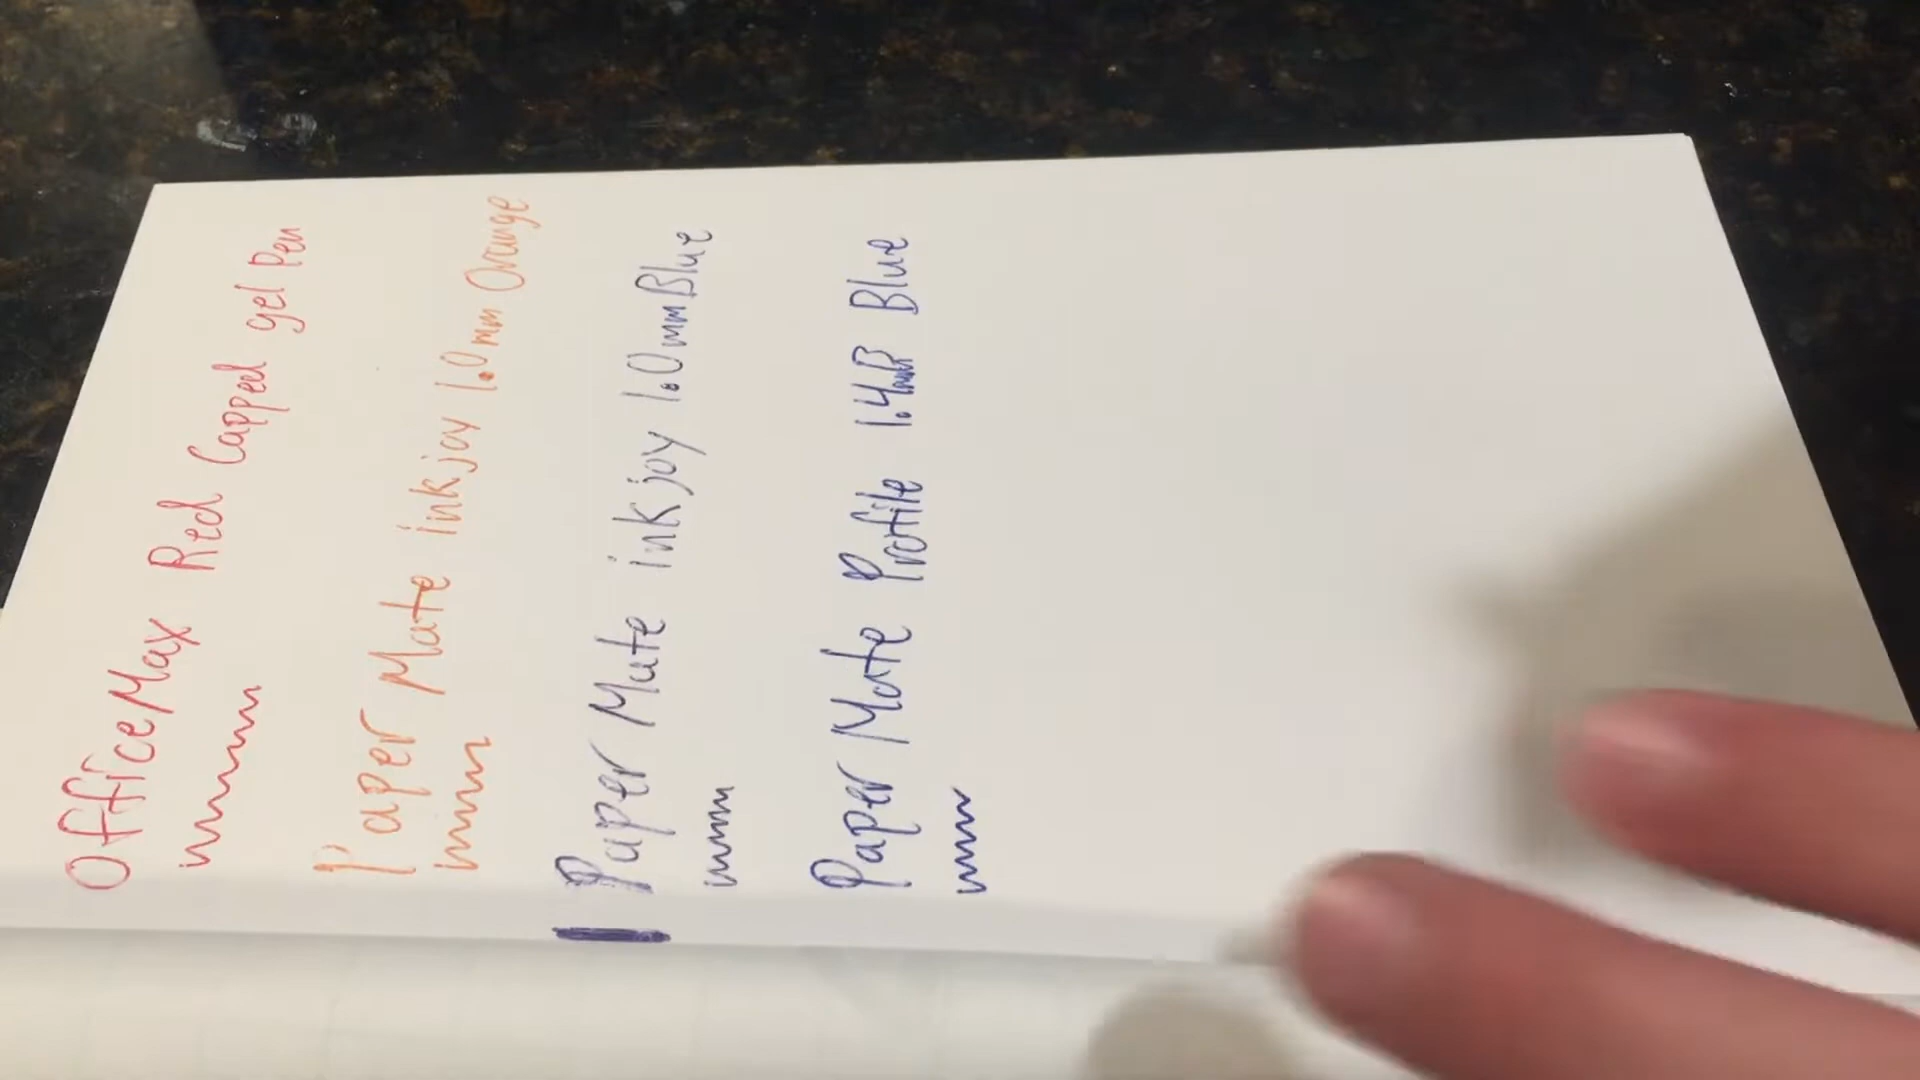 OfficeMax Red Capped gel Pen
Paper Mate inkjoy 1.0mm Orange
Paper Mate inkjoy 1.0mm Blue
Paper Mate Profile 1.4 Blue